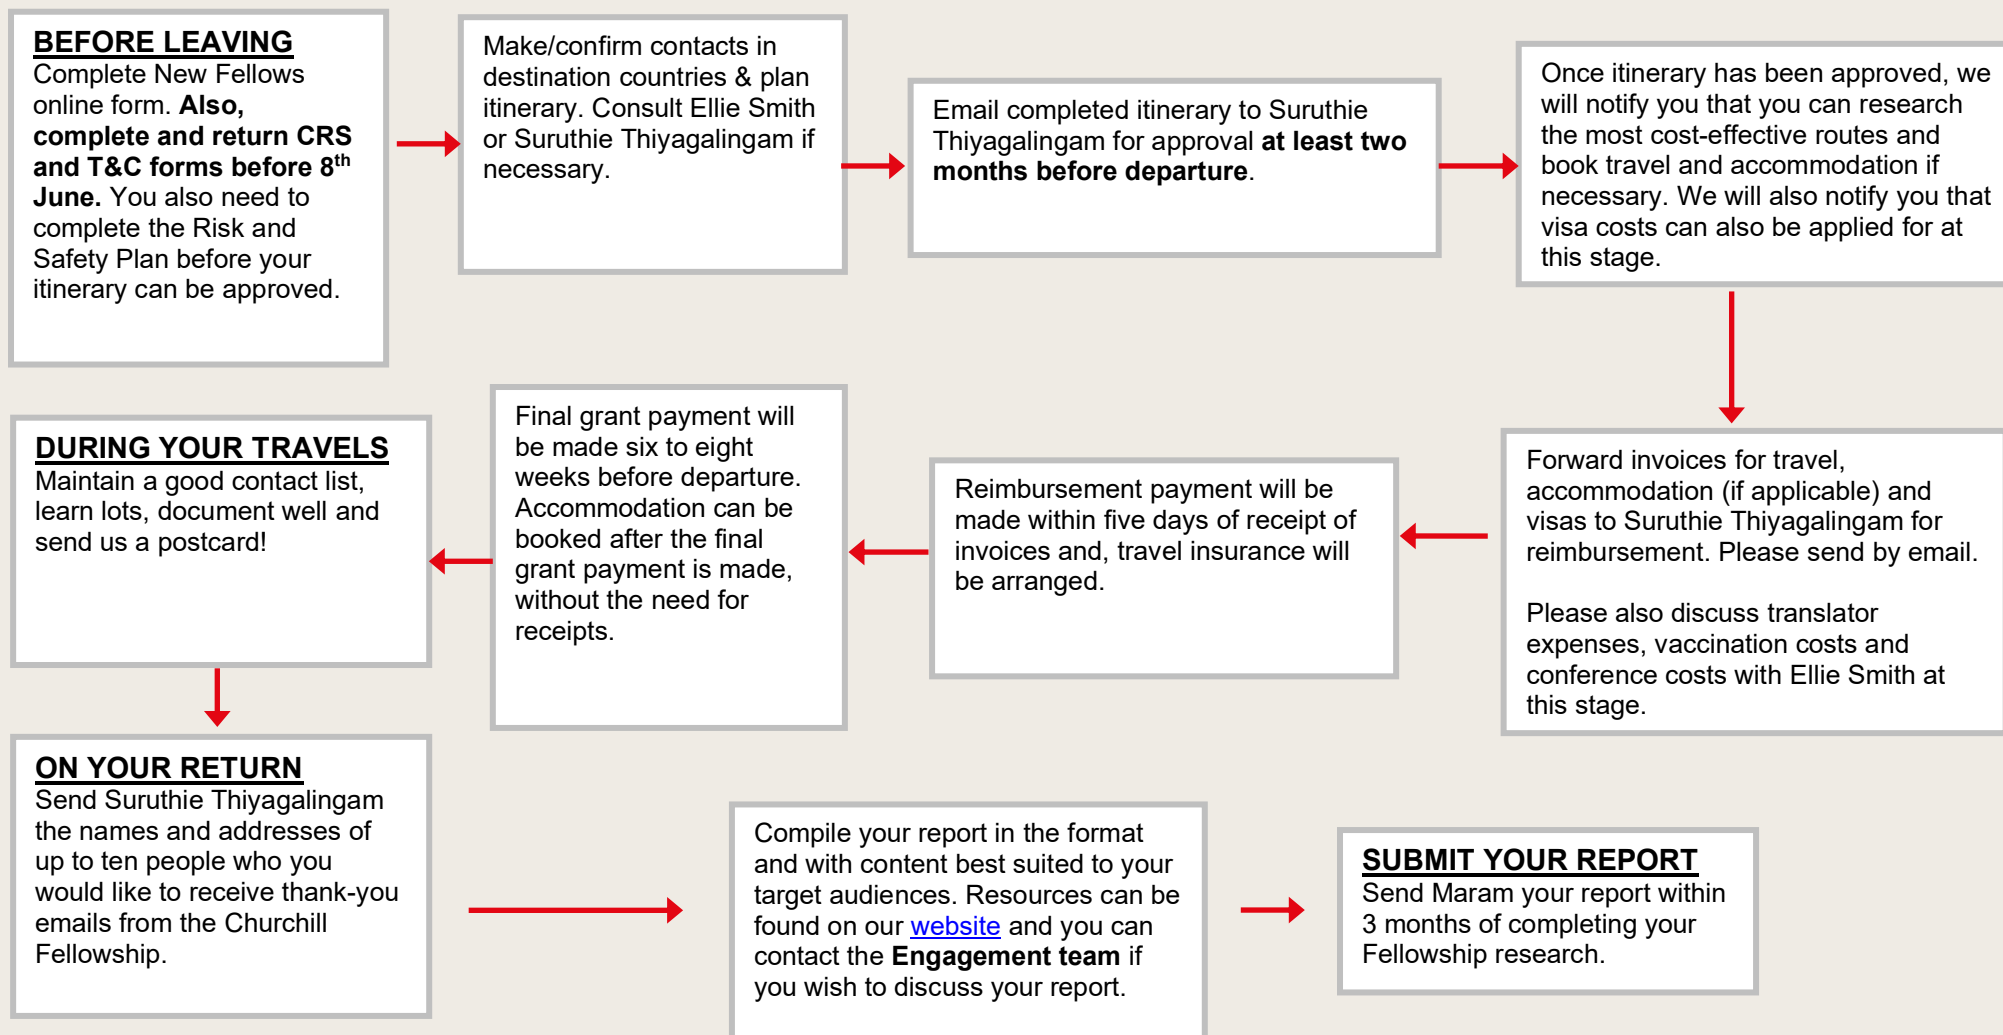 BEFORE LEAVING
Complete New Fellows
online form. Also,
complete and return CRS
and T&C forms before 8th
June. You also need to
complete the Risk and
Safety Plan before your
itinerary can be approved.
Make/confirm contacts in
destination countries & plan
itinerary. Consult Ellie Smith
or Suruthie Thiyagalingam if
necessary.
Email completed itinerary to Suruthie
Thiyagalingam for approval at least two
months before departure.
Once itinerary has been approved, we
will notify you that you can research
the most cost-effective routes and
book travel and accommodation if
necessary. We will also notify you that
visa costs can also be applied for at
this stage.
Forward invoices for travel,
accommodation (if applicable) and
visas to Suruthie Thiyagalingam for
reimbursement. Please send by email.
Please also discuss translator
expenses, vaccination costs and
conference costs with Ellie Smith at
this stage.
Reimbursement payment will be
made within five days of receipt of
invoices and, travel insurance will
be arranged.
Final grant payment will
be made six to eight
weeks before departure.
Accommodation can be
booked after the final
grant payment is made,
without the need for
receipts.
DURING YOUR TRAVELS
Maintain a good contact list,
learn lots, document well and
send us a postcard!
ON YOUR RETURN
Send Suruthie Thiyagalingam
the names and addresses of
up to ten people who you
would like to receive thank-you
emails from the Churchill
Fellowship.
Compile your report in the format
and with content best suited to your
target audiences. Resources can be
found on our website and you can
contact the Engagement team if
you wish to discuss your report.
SUBMIT YOUR REPORT
Send Maram your report within
3 months of completing your
Fellowship research.